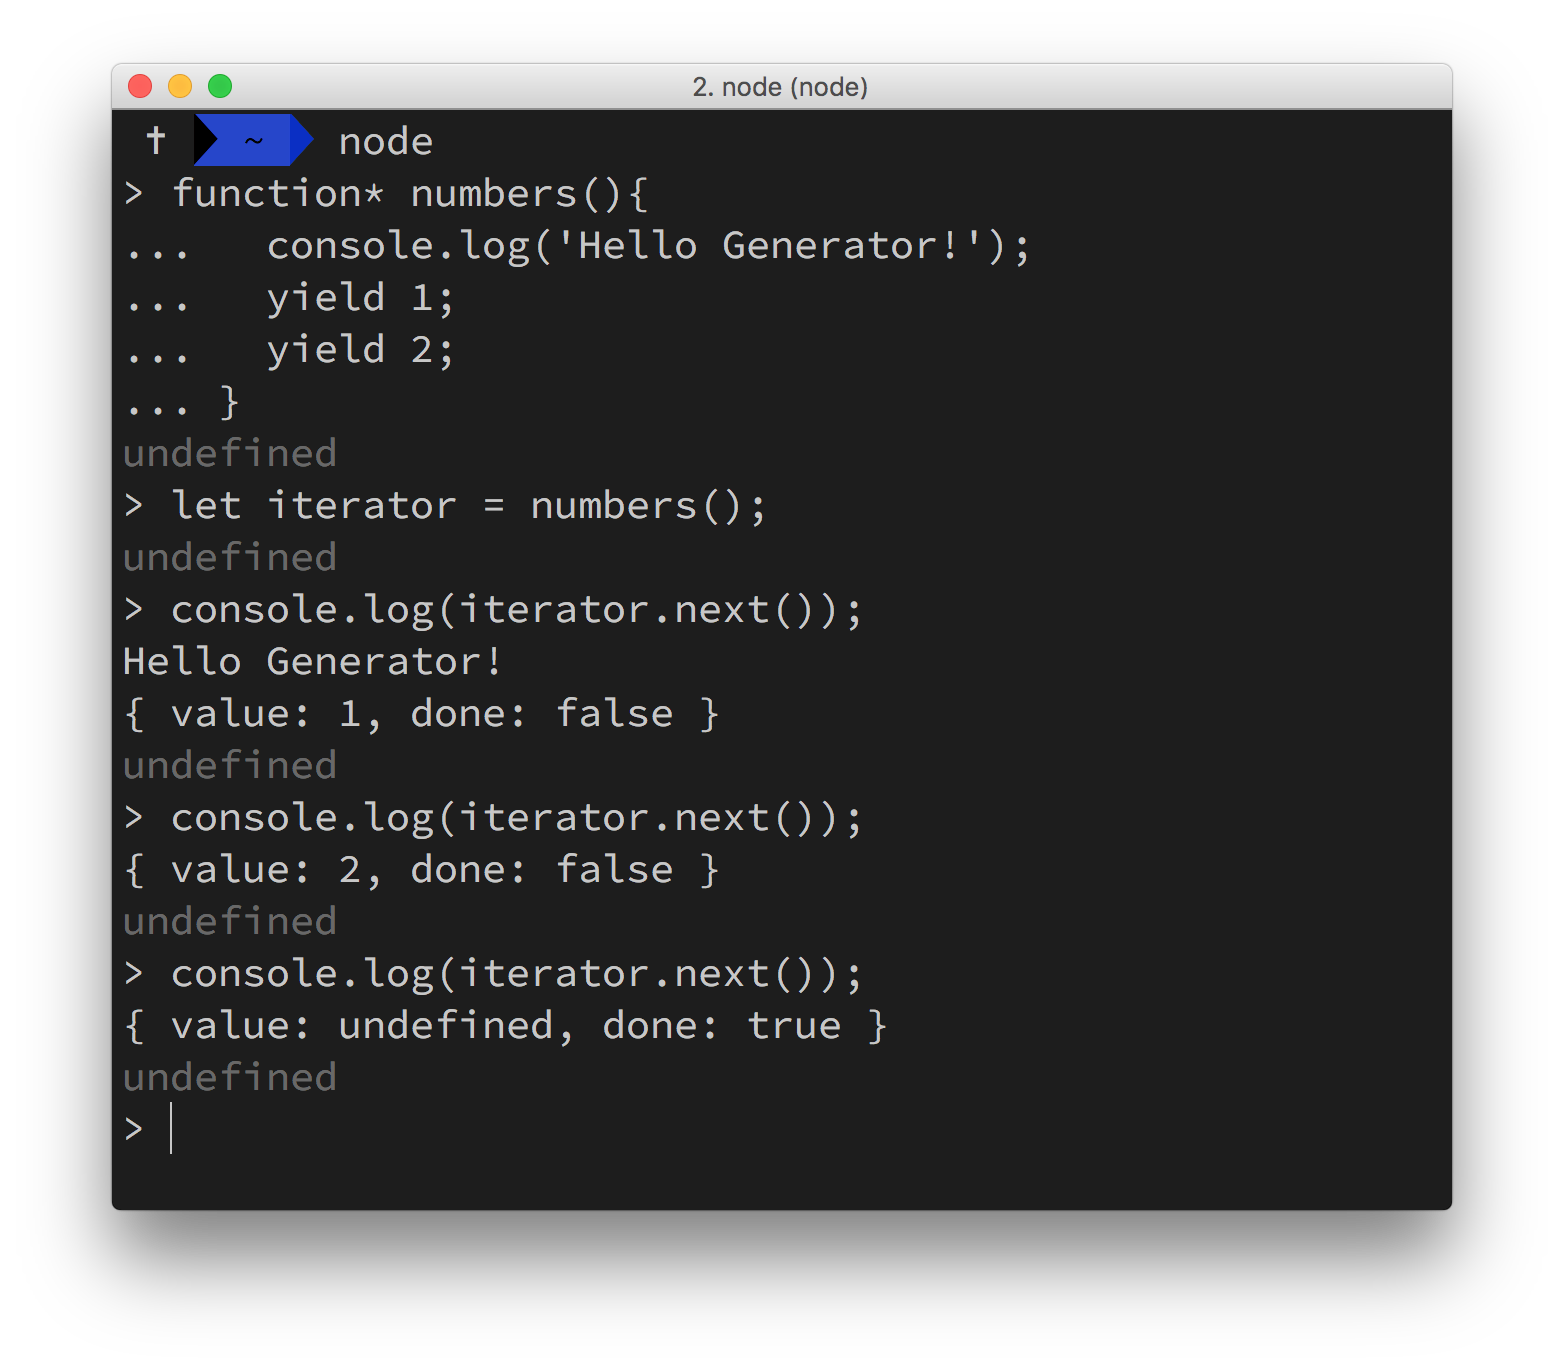 2. node (node)
✝ ~ node
> function* numbers(){
...   console.log('Hello Generator!');
...   yield 1;
...   yield 2;
... }
undefined
> let iterator = numbers();
undefined
> console.log(iterator.next());
Hello Generator!
{ value: 1, done: false }
undefined
> console.log(iterator.next());
{ value: 2, done: false }
undefined
> console.log(iterator.next());
{ value: undefined, done: true }
undefined
>